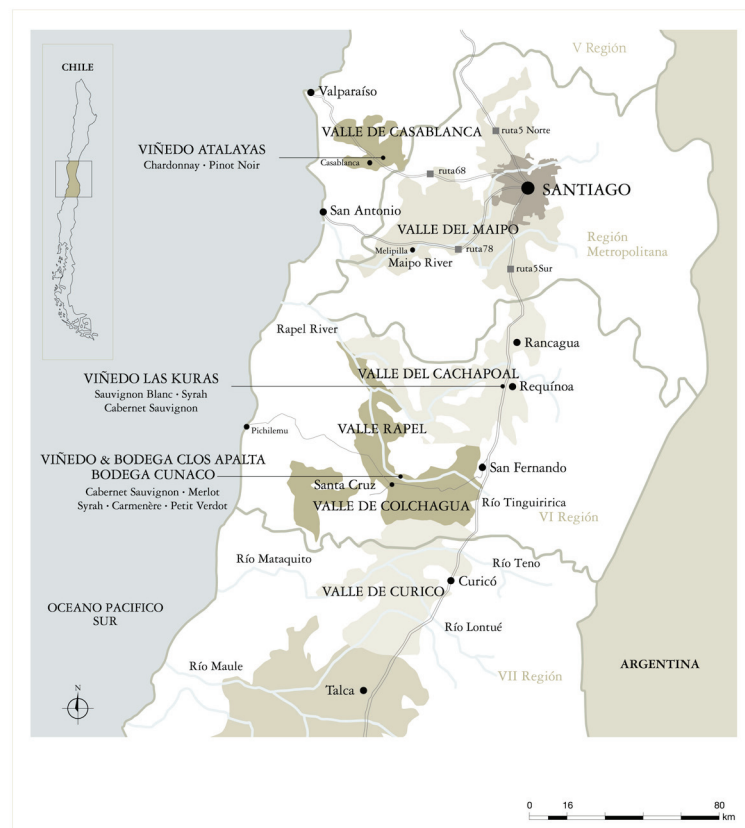 CHILE
V Región
Valparaíso
ruta5 Norte
VALLE DE CASABLANCA
VIÑEDO ATALAYAS
Chardonnay • Pinot Noir
Casablanca
ruta68
SANTIAGO
San Antonio
VALLE DEL MAIPO
Región
Metropolitana
Melipilla
ruta78
Maipo River
ruta5Sur
Rapel River
Rancagua
VALLE DEL CACHAPOAL
VIÑEDO LAS KURAS
Sauvignon Blanc • Syrah
Cabernet Sauvignon
Requínoa
Pichilemu
VALLE RAPEL
VIÑEDO & BODEGA CLOS APALTA
BODEGA CUNACO
Cabernet Sauvignon • Merlot
Syrah • Carmenère • Petit Verdot
San Fernando
Santa Cruz
VALLE DE COLCHAGUA
Río Tinguiririca
VI Región
Río Mataquito
Río Teno
VALLE DE CURICO
Curicó
OCEANO PACIFICO
SUR
Río Lontué
Río Maule
VII Región
ARGENTINA
Talca
N
0 16 80
km